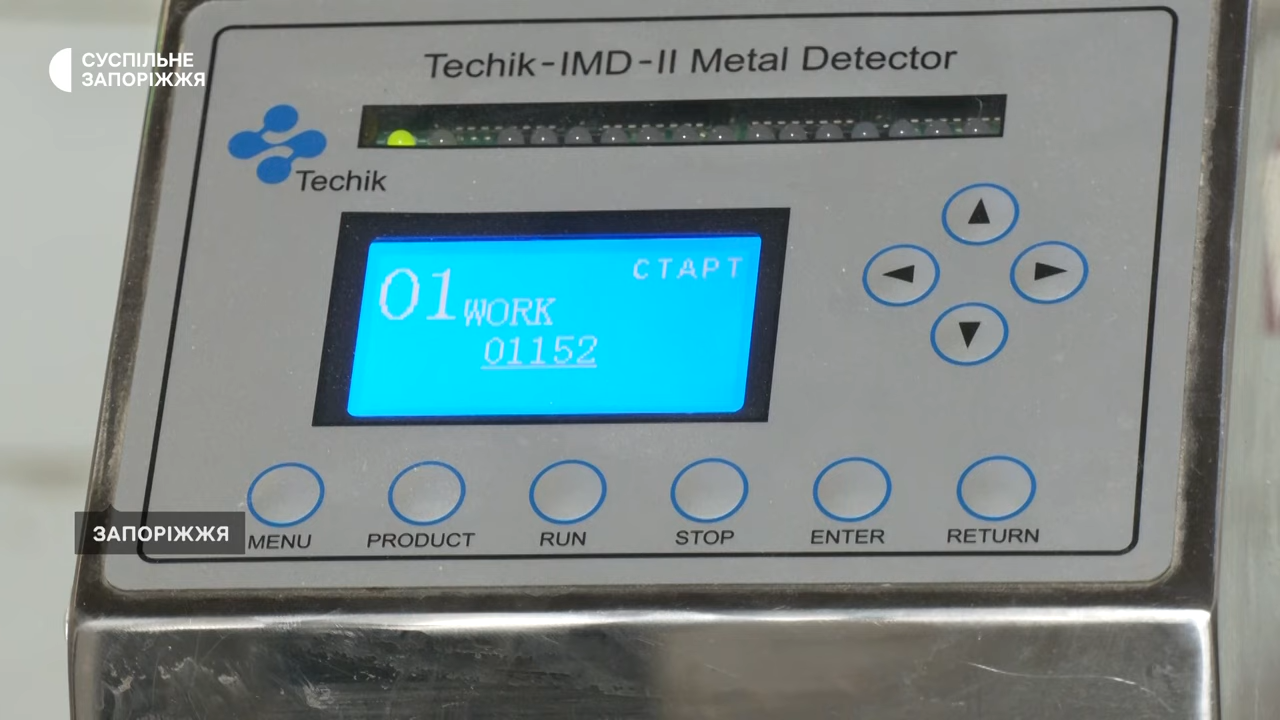 СУСПІЛЬНЕ
ЗАПОРІЖЖЯ
Techik-IMD-II Metal Detector
Techik
СТАРТ
01 WORK
01152
ЗАПОРІЖЖЯ
MENU PRODUCT RUN STOP ENTER RETURN